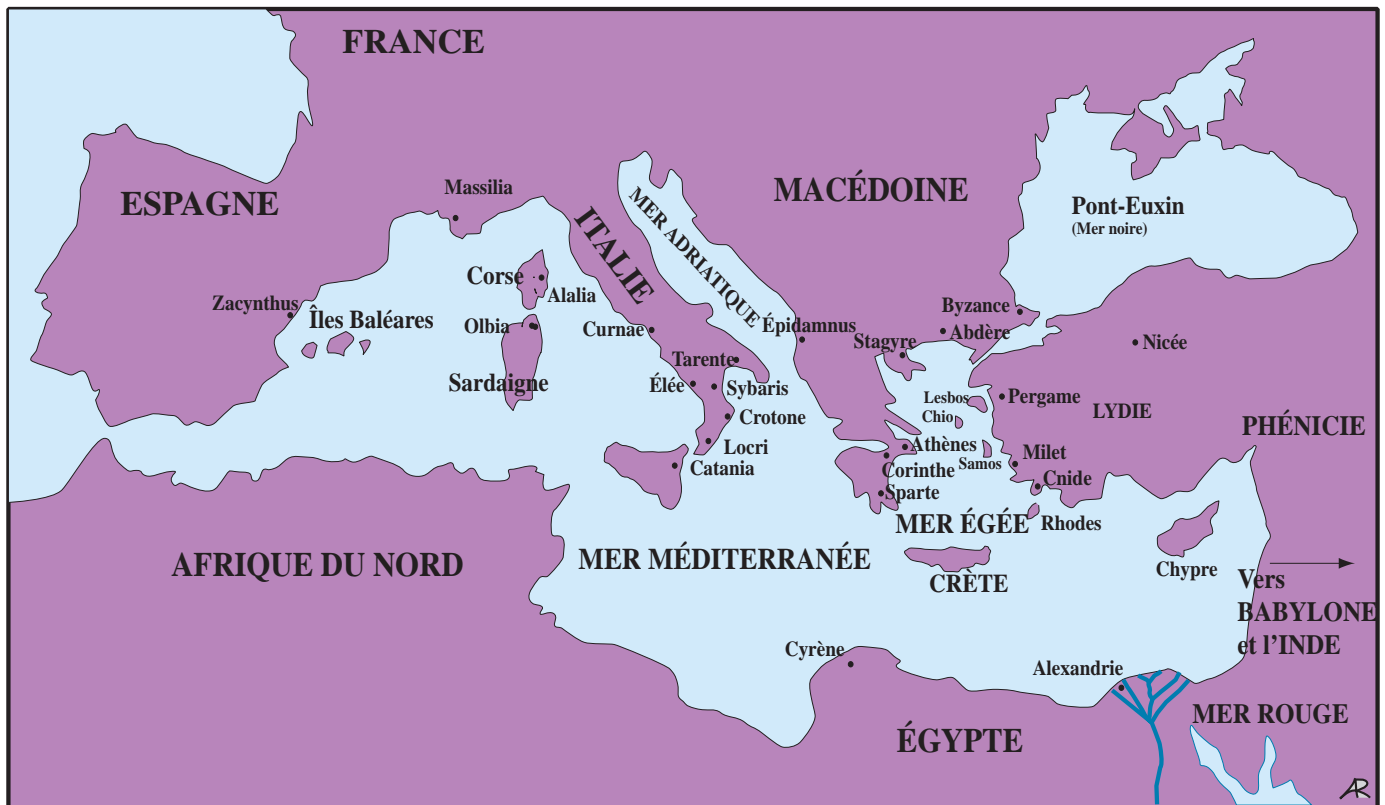 FRANCE
ESPAGNE
Massilia
MACÉDOINE
MER ADRIATIQUE
ITALIE
Pont-Euxin
(Mer noire)
Corse
Alalia
Zacynthus
Îles Baléares
Olbia
Curnae
Épidamnus
Byzance
Abdère
Stagyre
Nicée
Tarente
Sardaigne
Élée
Sybaris
Lesbos
Pergame
Chio
LYDIE
Crotone
PHÉNICIE
Locri
Athènes
Milet
Catania
Corinthe
Samos
Cnide
Sparte
MER ÉGÉE
Rhodes
AFRIQUE DU NORD
MER MÉDITERRANÉE
CRÈTE
Chypre
Vers
BABYLONE
et l'INDE
Cyrène
Alexandrie
MER ROUGE
ÉGYPTE
AR